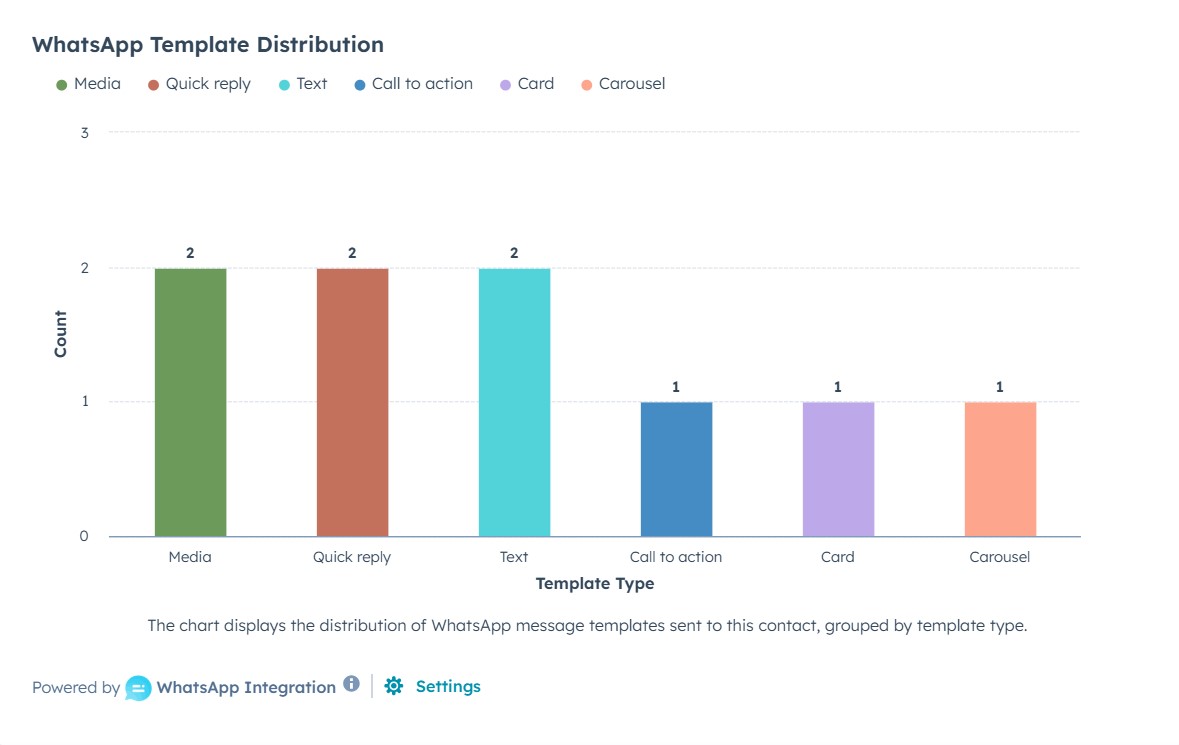 WhatsApp Template Distribution
Media Quick reply Text Call to action Card Carousel
3
2 2 2
2
Count
1 1 1
1
0
Media Quick reply Text Call to action Card Carousel
Template Type
The chart displays the distribution of WhatsApp message templates sent to this contact, grouped by template type.
Powered by WhatsApp Integration Settings